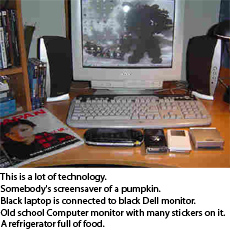 This is a lot of technology.
Somebody's screensaver of a pumpkin.
Black laptop is connected to black Dell monitor.
Old school Computer monitor with many stickers on it.
A refrigerator full of food.